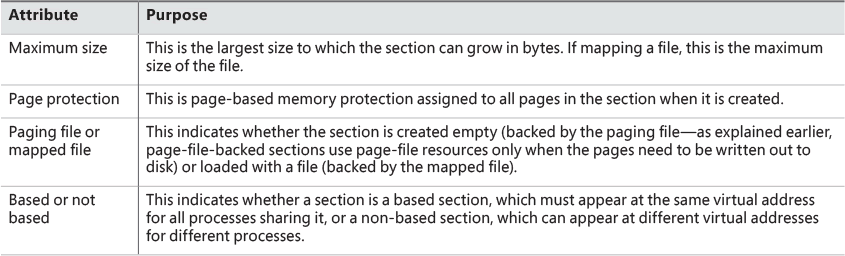 Attribute Purpose
Maximum size This is the largest size to which the section can grow in bytes. If mapping a file, this is the maximum
size of the file.
Page protection This is page-based memory protection assigned to all pages in the section when it is created.
Paging file or This indicates whether the section is created empty (backed by the paging file—as explained earlier,
mapped file page-file-backed sections use page-file resources only when the pages need to be written out to
disk) or loaded with a file (backed by the mapped file).
Based or not This indicates whether a section is a based section, which must appear at the same virtual address
based for all processes sharing it, or a non-based section, which can appear at different virtual addresses
for different processes.